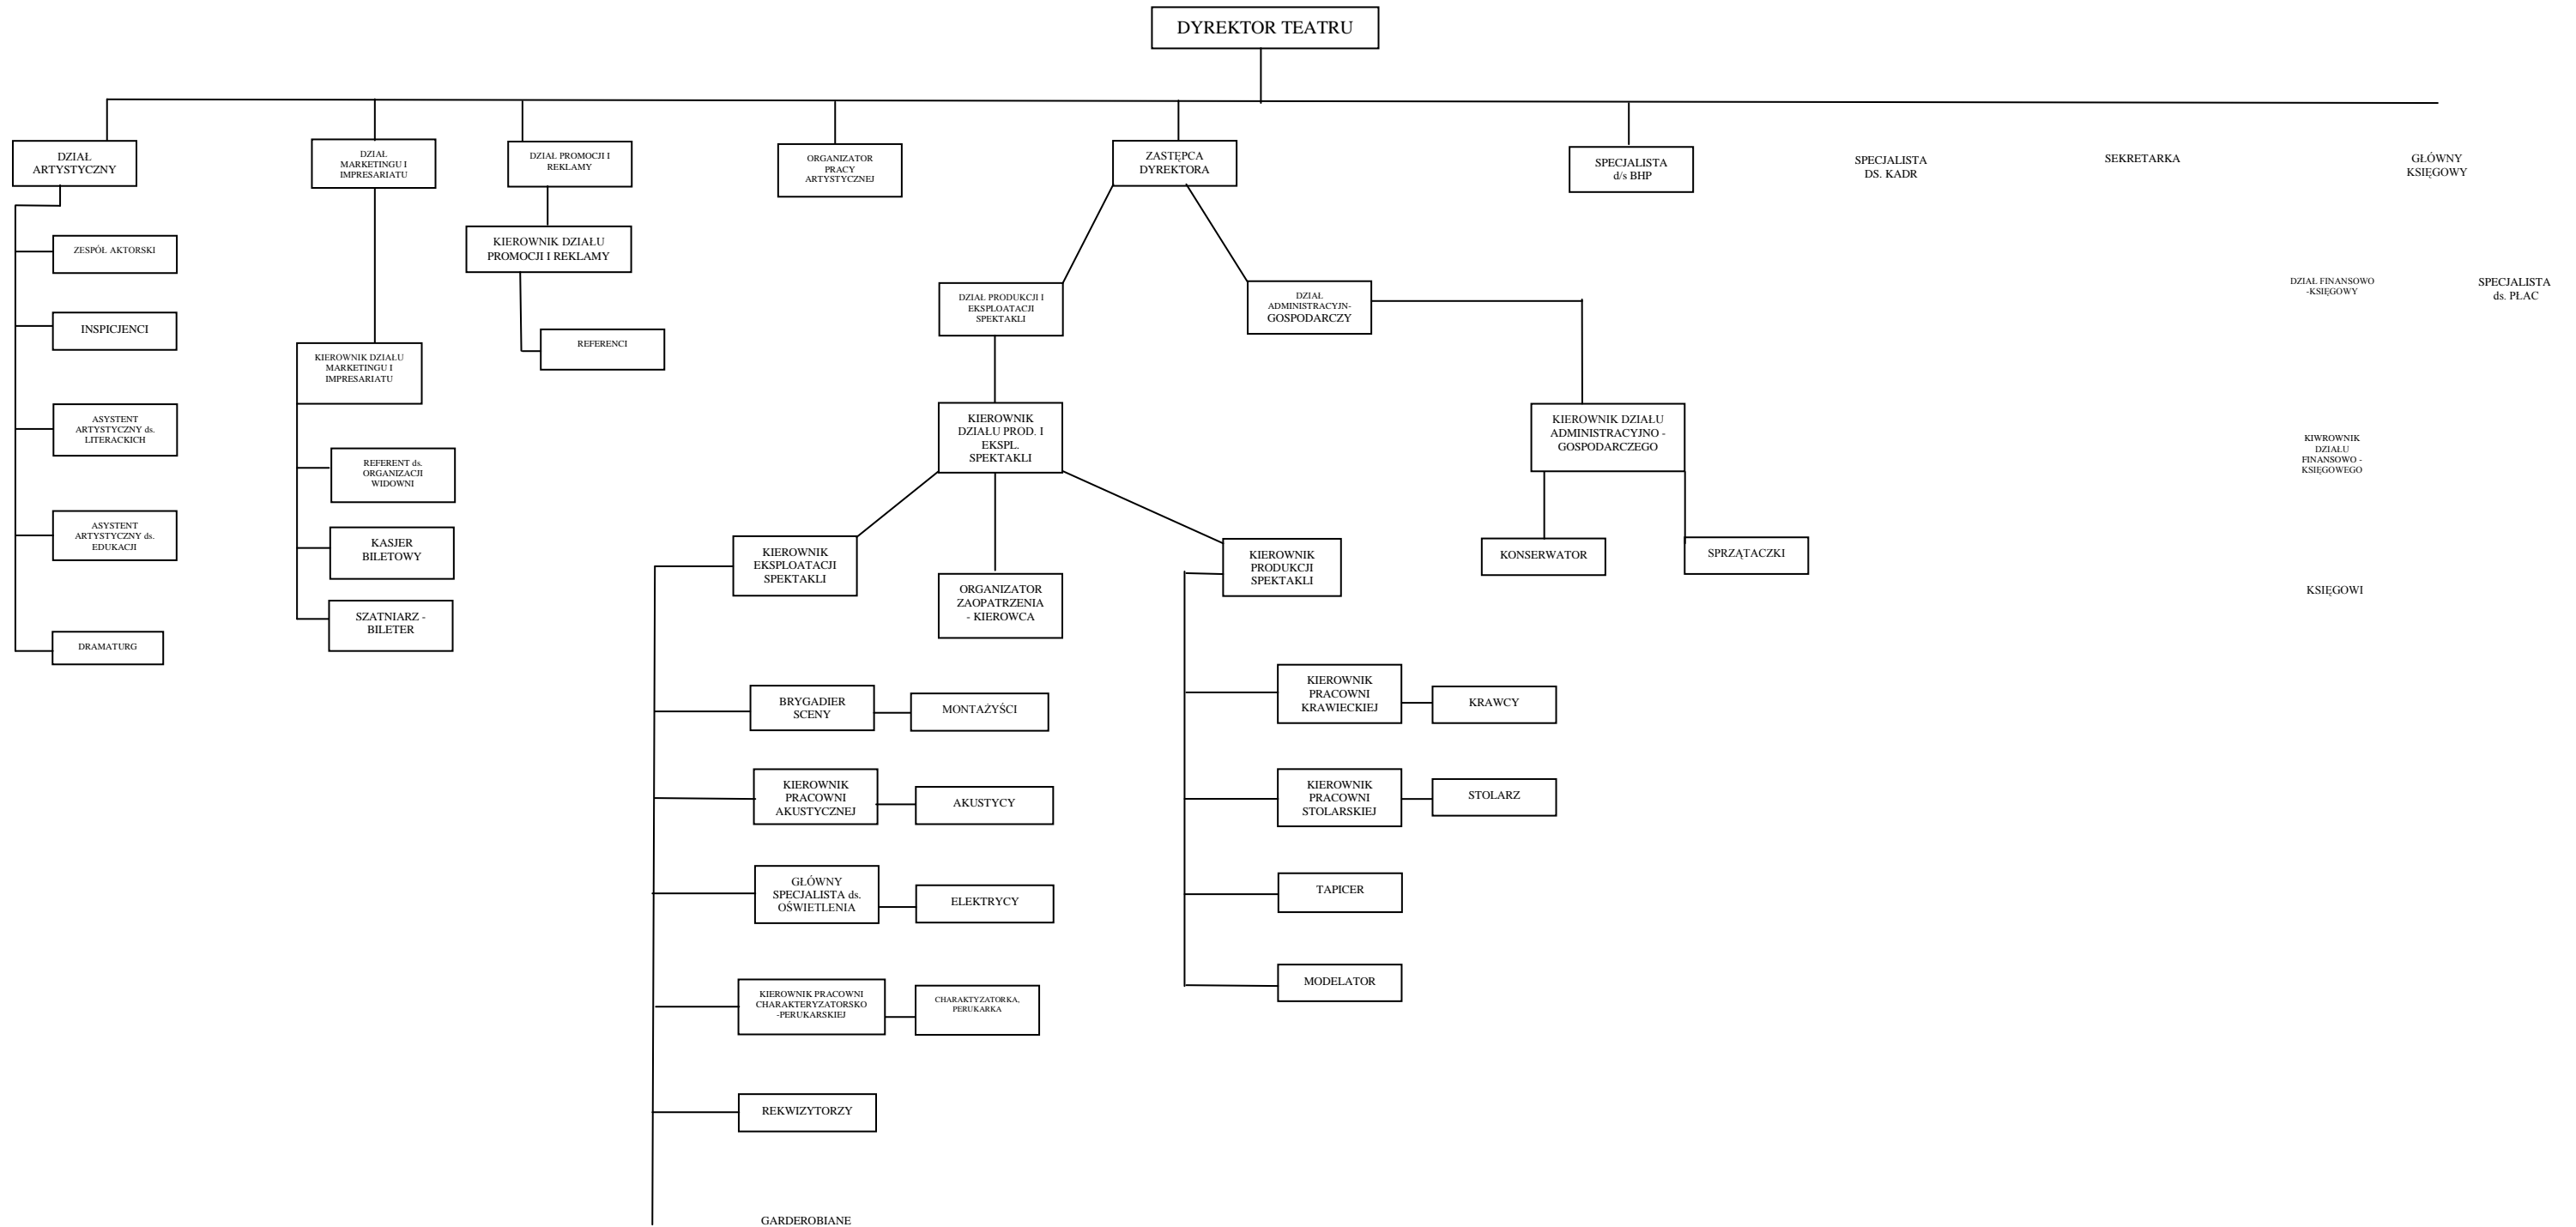 DYREKTOR TEATRU
DZIAŁ
ARTYSTYCZNY
DZIAŁ
MARKETINGU I
IMPRESARIATU
DZIAŁ PROMOCJI I
REKLAMY
ORGANIZATOR
PRACY
ARTYSTYCZNEJ
ZASTĘPCA
DYREKTORA
SPECJALISTA
d/s BHP
SPECJALISTA
DS. KADR
SEKRETARKA
GŁÓWNY
KSIĘGOWY
ZESPÓŁ AKTORSKI
INSPICJENCI
ASYSTENT
ARTYSTYCZNY ds.
LITERACKICH
ASYSTENT
ARTYSTYCZNY ds.
EDUKACJI
DRAMATURG
KIEROWNIK DZIAŁU
MARKETINGU I
IMPRESARIATU
REFERENT ds.
ORGANIZACJI
WIDOWNI
KASJER
BILETOWY
SZATNIARZ -
BILETER
KIEROWNIK DZIAŁU
PROMOCJI I REKLAMY
REFERENCI
DZIAŁ PRODUKCJI I
EKSPLOATACJI
SPEKTAKLI
DZIAŁ
ADMINISTRACYJN-
GOSPODARCZY
KIEROWNIK
DZIAŁU PROD. I
EKSPL.
SPEKTAKLI
KIEROWNIK DZIAŁU
ADMINISTRACYJNO -
GOSPODARCZEGO
KIEROWNIK
EKSPLOATACJI
SPEKTAKLI
ORGANIZATOR
ZAOPATRZENIA
- KIEROWCA
KIEROWNIK
PRODUKCJI
SPEKTAKLI
KONSERWATOR
SPRZĄTACZKI
BRYGADIER
SCENY
MONTAŻYŚCI
KIEROWNIK
PRACOWNI
AKUSTYCZNEJ
AKUSTYCY
GŁÓWNY
SPECJALISTA ds.
OŚWIETLENIA
ELEKTRYCY
KIEROWNIK PRACOWNI
CHARAKTERYZATORSKO
-PERUKARSKIEJ
CHARAKTYZATORKA,
PERUKARKA
REKWIZYTORZY
GARDEROBIANE
KIEROWNIK
PRACOWNI
KRAWIECKIEJ
KRAWCY
KIEROWNIK
PRACOWNI
STOLARSKIEJ
STOLARZ
TAPICER
MODELATOR
DZIAŁ FINANSOWO
-KSIĘGOWY
SPECJALISTA
ds. PŁAC
KIWROWNIK
DZIAŁU
FINANSOWO -
KSIĘGOWEGO
KSIĘGOWI